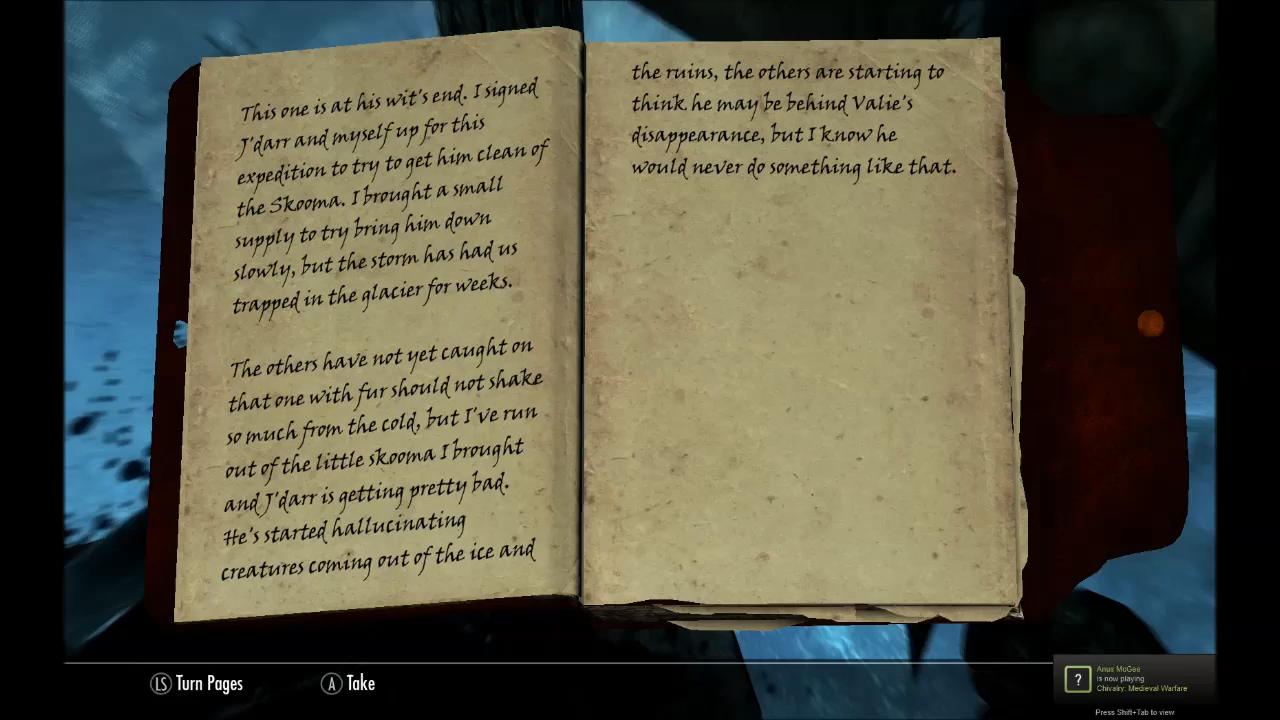 This one is at his wit's end. I signed
J'darr and myself up for this
expedition to try to get him clean of
the Skooma. I brought a small
supply to try bring him down
slowly, but the storm has had us
trapped in the glacier for weeks.
The others have not yet caught on
that one with fur should not shake
so much from the cold, but I've run
out of the little skooma I brought
and J'darr is getting pretty bad.
He's started hallucinating
creatures coming out of the ice and
the ruins, the others are starting to
think he may be behind Valie's
disappearance, but I know he
would never do something like that.
LS Turn Pages
A Take
?
Anus McGee
is now playing
Chivalry: Medieval Warfare
Press Shift+Tab to view